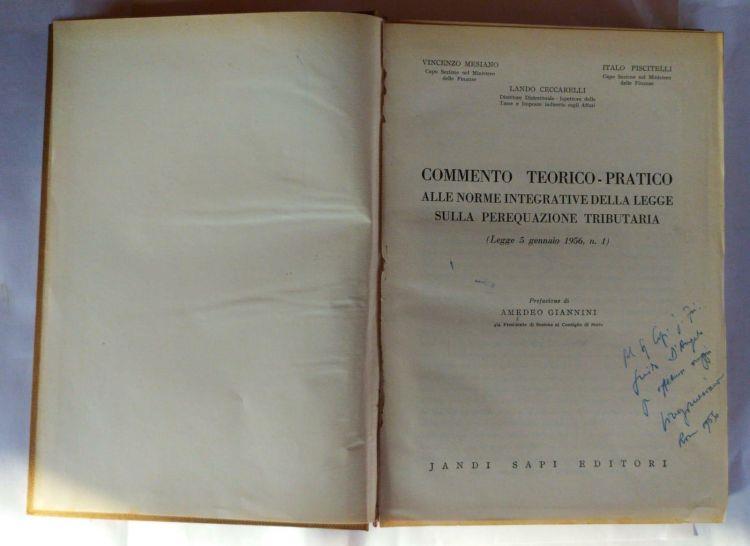 VINCENZO MESIANO
Capo Sezione nel Ministero
delle Finanze
ITALO PISCITELLI
Capo Sezione nel Ministero
delle Finanze
LANDO CECCARELLI
Direttore Distrettuale - Ispettore delle
Tasse e Imposte indirette sugli Affari
COMMENTO TEORICO-PRATICO
ALLE NORME INTEGRATIVE DELLA LEGGE
SULLA PEREQUAZIONE TRIBUTARIA
(Legge 5 gennaio 1956, n. 1)
Prefazione di
AMEDEO GIANNINI
già Presidente di Sezione al Consiglio di Stato
D'Angelo
JANDI SAPI EDITORI